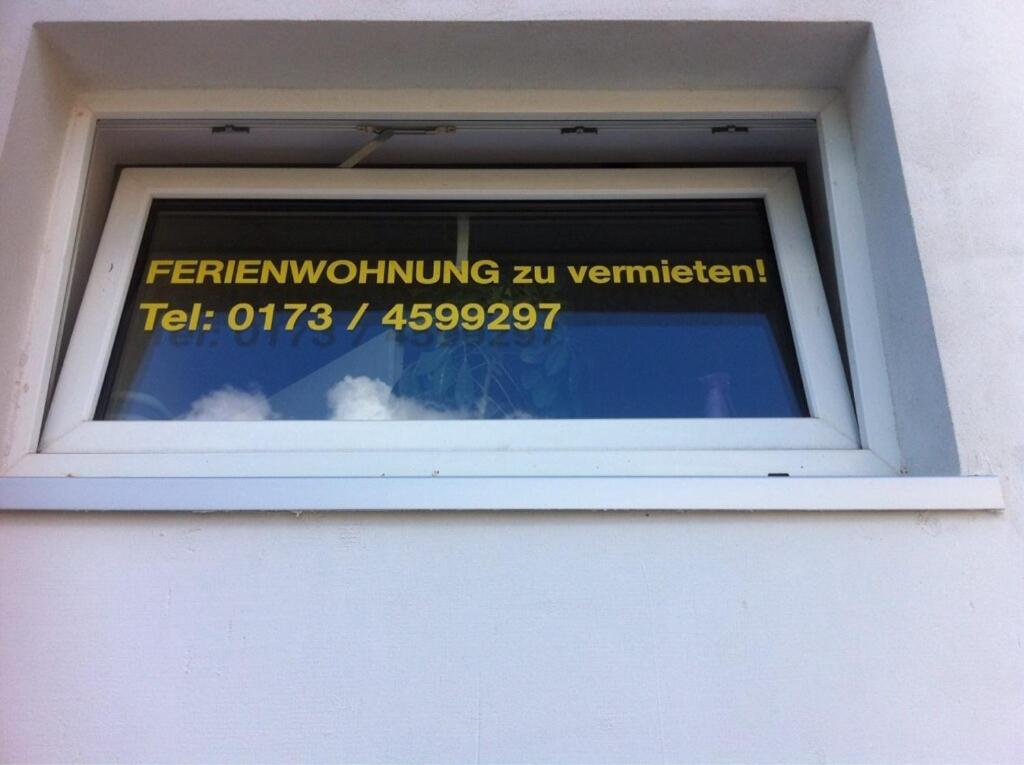 FERIENWOHNUNG zu vermieten!
Tel: 0173 / 4599297